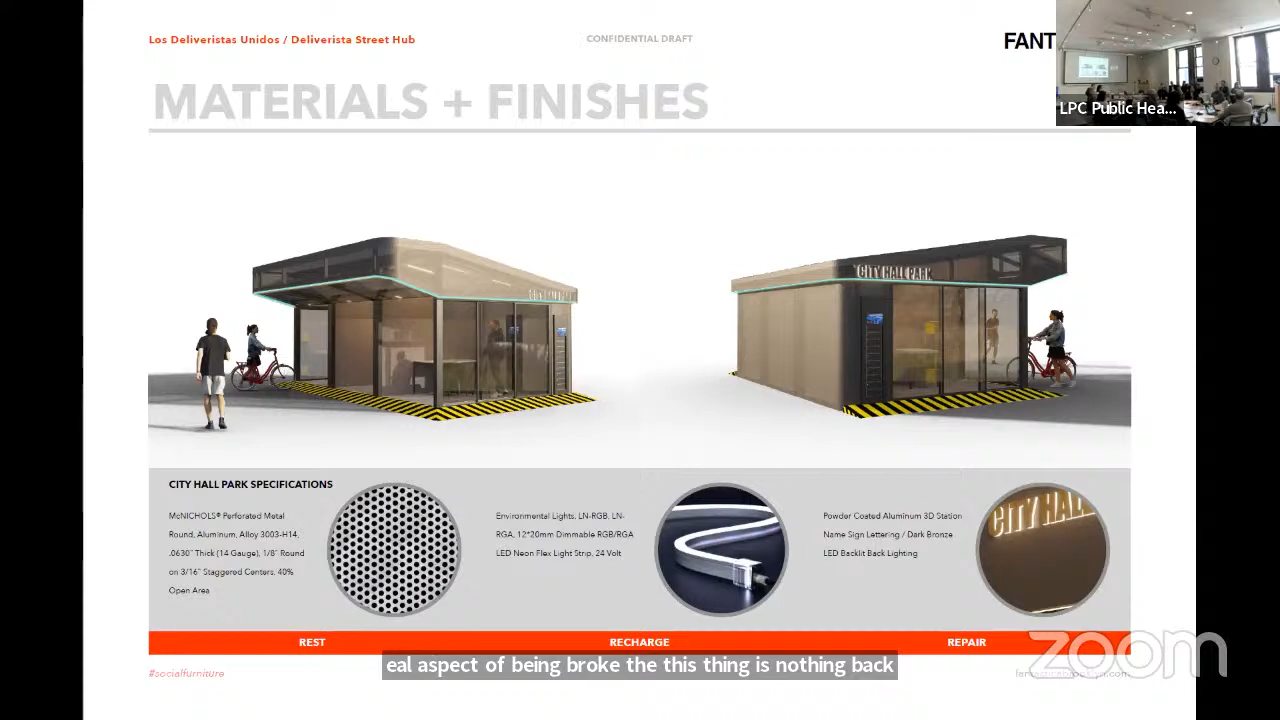 Los Deliveristas Unidos / Deliverista Street Hub
CONFIDENTIAL DRAFT
FANT
LPC Public Hea...
MATERIALS + FINISHES
CITY HALL PARK
CITY HALL PARK
CITY HALL PARK SPECIFICATIONS
McNICHOLS® Perforated Metal
Round, Aluminum, Alloy 3003-H14,
.0630" Thick (14 Gauge), 1/8" Round
on 3/16" Staggered Centers, 40%
Open Area
Environmental Lights, LN-RGB, LN-
RGA, 12*20mm Dimmable RGB/RGA
LED Neon Flex Light Strip, 24 Volt
Powder Coated Aluminum 3D Station
Name Sign Lettering / Dark Bronze
LED Backlit Back Lighting
CITY HAL
REST
RECHARGE
REPAIR
zoom
eal aspect of being broke the this thing is nothing back
#socialfurniture